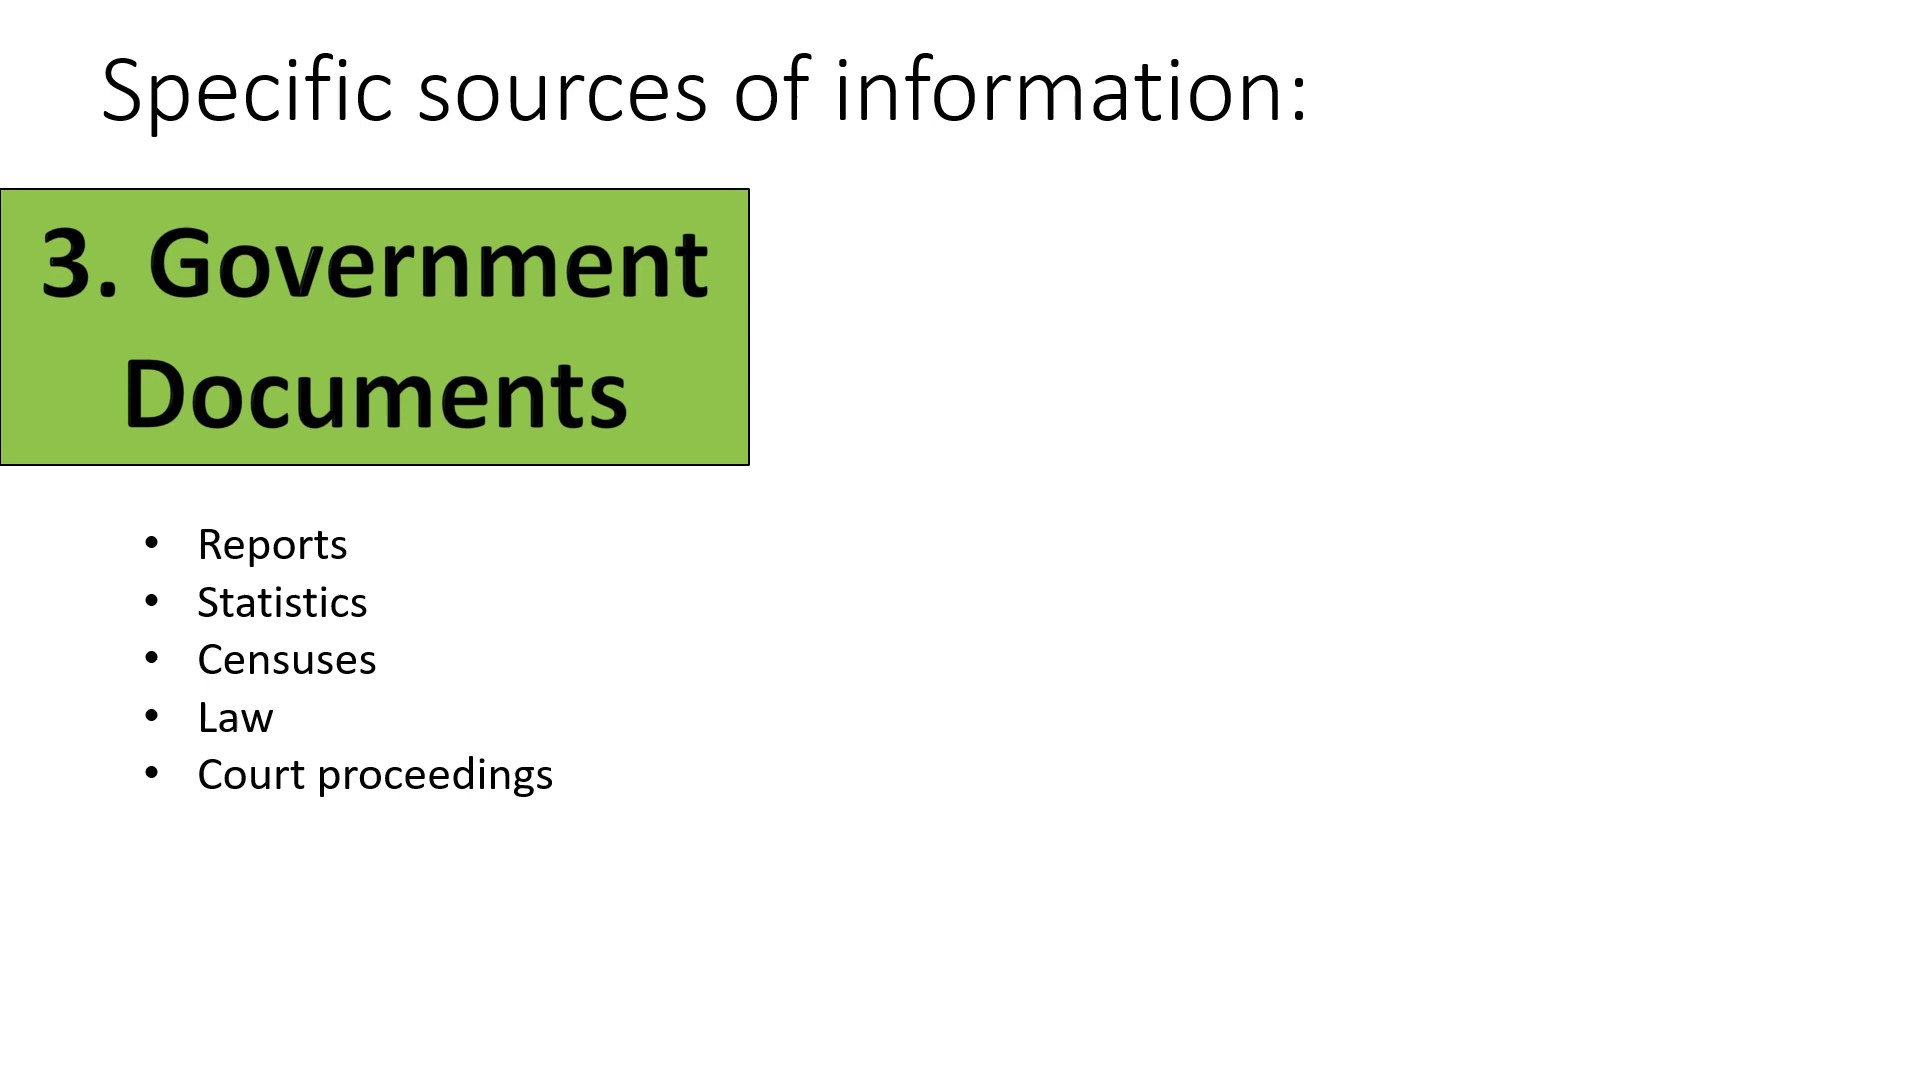 Specific sources of information:
3. Government
Documents
• Reports
• Statistics
• Censuses
• Law
• Court proceedings